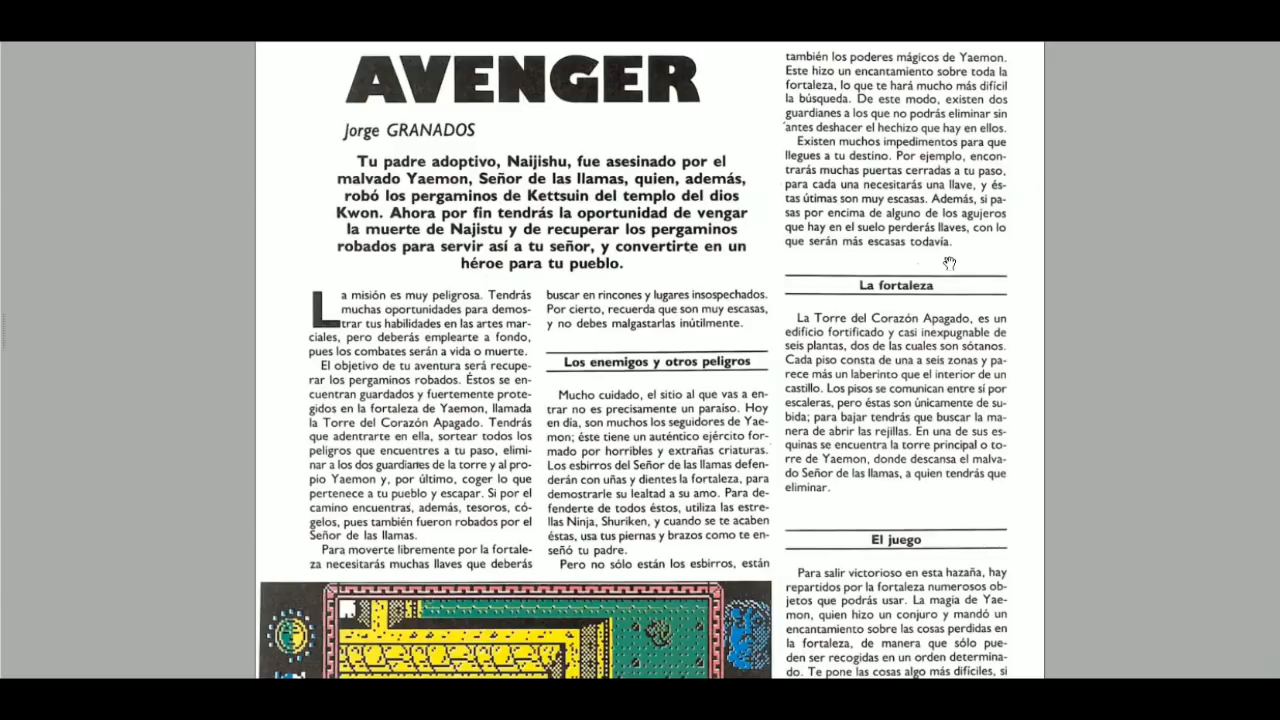 AVENGER
Jorge GRANADOS
Tu padre adoptivo, Naijishu, fue asesinado por el
malvado Yaemon, Señor de las llamas, quien, además,
robó los pergaminos de Kettsuin del templo del dios
Kwon. Ahora por fin tendrás la oportunidad de vengar
la muerte de Najistu y de recuperar los pergaminos
robados para servir así a tu señor, y convertirte en un
héroe para tu pueblo.
La misión es muy peligrosa. Tendrás
muchas oportunidades para demos-
trar tus habilidades en las artes mar-
ciales, pero deberás emplearte a fondo,
pues los combates serán a vida o muerte.
El objetivo de tu aventura será recupe-
rar los pergaminos robados. Éstos se en-
cuentran guardados y fuertemente prote-
gidos en la fortaleza de Yaemon, llamada
la Torre del Corazón Apagado. Tendrás
que adentrarte en ella, sortear todos los
peligros que encuentres a tu paso, elimi-
nar a los dos guardianes de la torre y al pro-
pio Yaemon y, por último, coger lo que
pertenece a tu pueblo y escapar. Si por el
camino encuentras, además, tesoros, có-
gelos, pues también fueron robados por el
Señor de las llamas.
Para moverte libremente por la fortale-
za necesitarás muchas llaves que deberás
buscar en rincones y lugares insospechados.
Por cierto, recuerda que son muy escasas,
y no debes malgastarlas inútilmente.
Los enemigos y otros peligros
Mucho cuidado, el sitio al que vas a en-
trar no es precisamente un paraíso. Hoy
en día, son muchos los seguidores de Yae-
mon; éste tiene un auténtico ejército for-
mado por horribles y extrañas criaturas.
Los esbirros del Señor de las llamas defen-
derán con uñas y dientes la fortaleza, para
demostrarle su lealtad a su amo. Para de-
fenderte de todos éstos, utiliza las estre-
llas Ninja, Shuriken, y cuando se te acaben
éstas, usa tus piernas y brazos como te en-
señó tu padre.
Pero no sólo están los esbirros, están
también los poderes mágicos de Yaemon.
Este hizo un encantamiento sobre toda la
fortaleza, lo que te hará mucho más difícil
la búsqueda. De este modo, existen dos
guardianes a los que no podrás eliminar sin
antes deshacer el hechizo que hay en ellos.
Existen muchos impedimentos para que
llegues a tu destino. Por ejemplo, encon-
trarás muchas puertas cerradas a tu paso,
para cada una necesitarás una llave, y és-
tas útimas son muy escasas. Además, si pa-
sas por encima de alguno de los agujeros
que hay en el suelo perderás llaves, con lo
que serán más escasas todavía.
La fortaleza
La Torre del Corazón Apagado, es un
edificio fortificado y casi inexpugnable de
seis plantas, dos de las cuales son sótanos.
Cada piso consta de una a seis zonas y pa-
rece más un laberinto que el interior de un
castillo. Los pisos se comunican entre sí por
escaleras, pero éstas son únicamente de su-
bida; para bajar tendrás que buscar la ma-
nera de abrir las rejillas. En una de sus es-
quinas se encuentra la torre principal o to-
rre de Yaemon, donde descansa el malva-
do Señor de las llamas, a quien tendrás que
eliminar.
El juego
Para salir victorioso en esta hazaña, hay
repartidos por la fortaleza numerosos ob-
jetos que podrás usar. La magia de Yae-
mon, quien hizo un conjuro y mandó un
encantamiento sobre las cosas perdidas en
la fortaleza, de manera que sólo pue-
den ser recogidas en un orden determina-
do. Te pone las cosas algo más difíciles, si